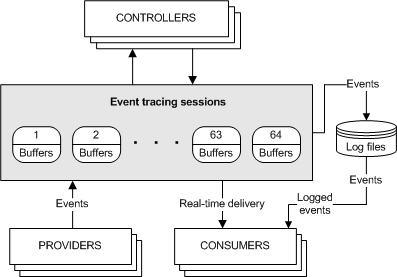 CONTROLLERS
Event tracing sessions
1
Buffers
2
Buffers
. . .
63
Buffers
64
Buffers
Events
Log files
Events
Logged
events
Events
Real-time delivery
PROVIDERS
CONSUMERS